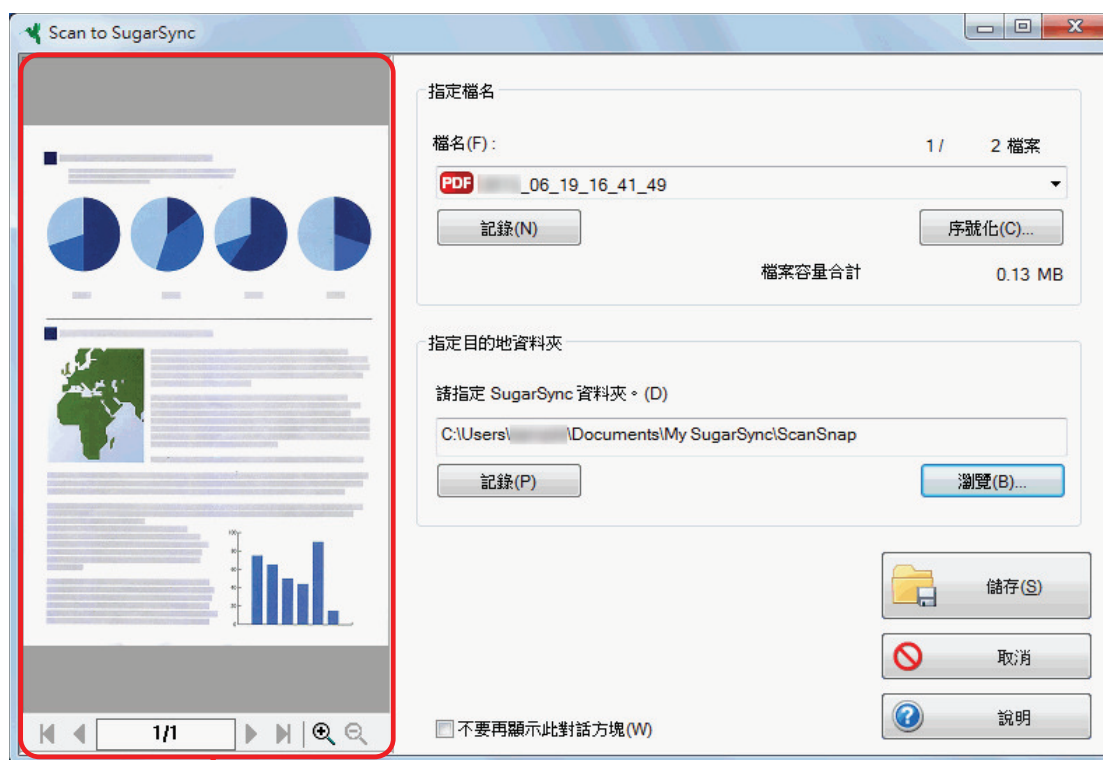 Scan to SugarSync
指定檔名
檔名(F) :
1 / 2 檔案
PDF _06_19_16_41_49
記錄(N)
序號化(C)...
檔案容量合計 0.13 MB
指定目的地資料夾
請指定 SugarSync 資料夾。(D)
C:\Users\ \Documents\My SugarSync\ScanSnap
記錄(P)
瀏覽(B)...
儲存(S)
取消
說明
不要再顯示此對話方塊(W)
1/1